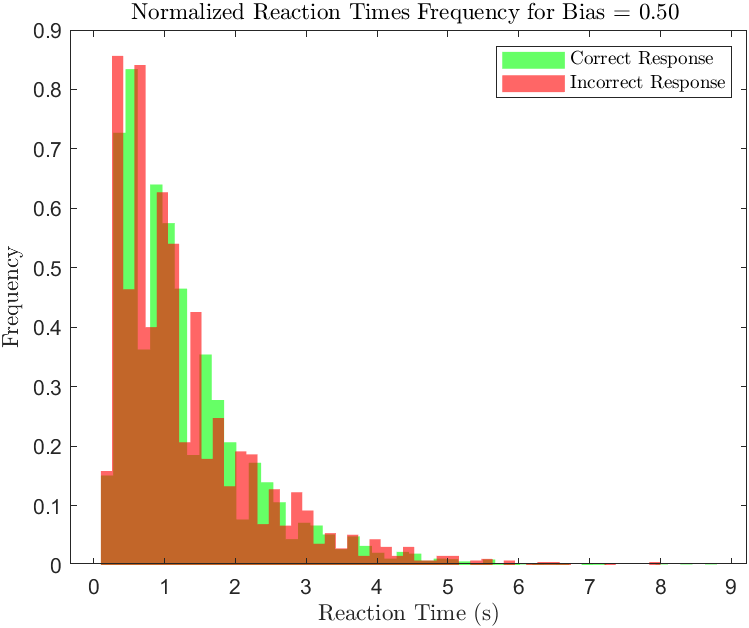 Normalized Reaction Times Frequency for Bias = 0.50
Correct Response
Incorrect Response
0.9
0.8
0.7
0.6
0.5
0.4
0.3
0.2
0.1
0
Frequency
0 1 2 3 4 5 6 7 8 9
Reaction Time (s)